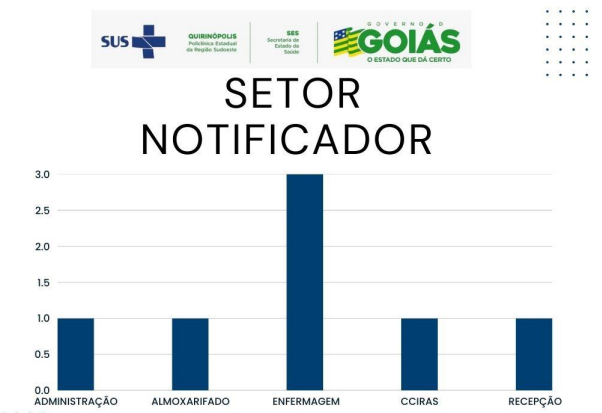 SUS
QUIRINÓPOLIS
Policlínica Estadual
da Região Sudoeste
SES
Secretaria de
Estado da
Saúde
GOVERNO DE
GOIÁS
O ESTADO QUE DÁ CERTO
SETOR
NOTIFICADOR
3.0
2.5
2.0
1.5
1.0
0.5
0.0
ADMINISTRAÇÃO ALMOXARIFADO ENFERMAGEM CCIRAS RECEPÇÃO